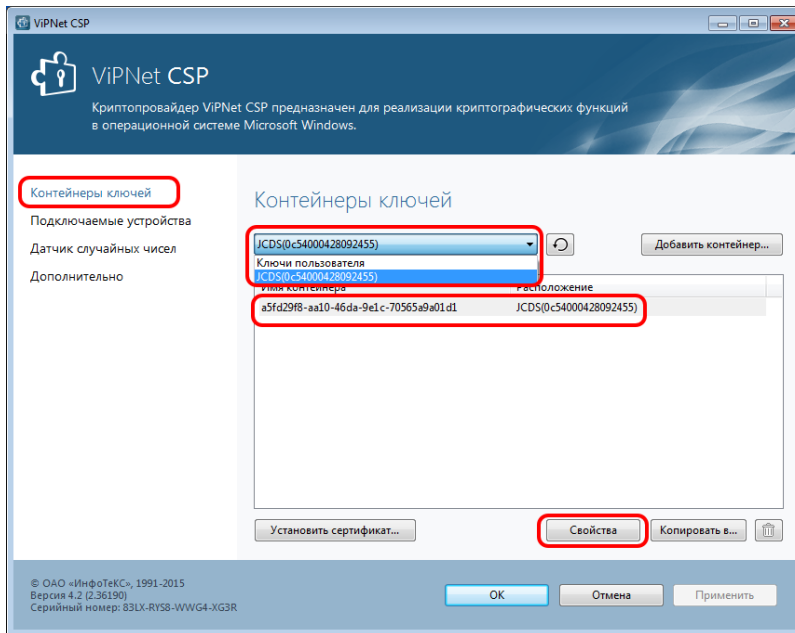 ViPNet CSP
ViPNet CSP
Криптопровайдер ViPNet CSP предназначен для реализации криптографических функций
в операционной системе Microsoft Windows.
Контейнеры ключей
Подключаемые устройства
Датчик случайных чисел
Дополнительно
Контейнеры ключей
JCDS(0c54000428092455)
Добавить контейнер...
Ключи пользователя
JCDS(0c54000428092455)
Имя контейнера Расположение
a5fd29f8-aa10-46da-9e1c-70565a9a01d1 JCDS(0c54000428092455)
Установить сертификат... Свойства Копировать в...
© ОАО «ИнфоТеКС», 1991-2015
Версия 4.2 (2.36190)
Серийный номер: 83LX-RYS8-WWG4-XG3R
OK Отмена Применить